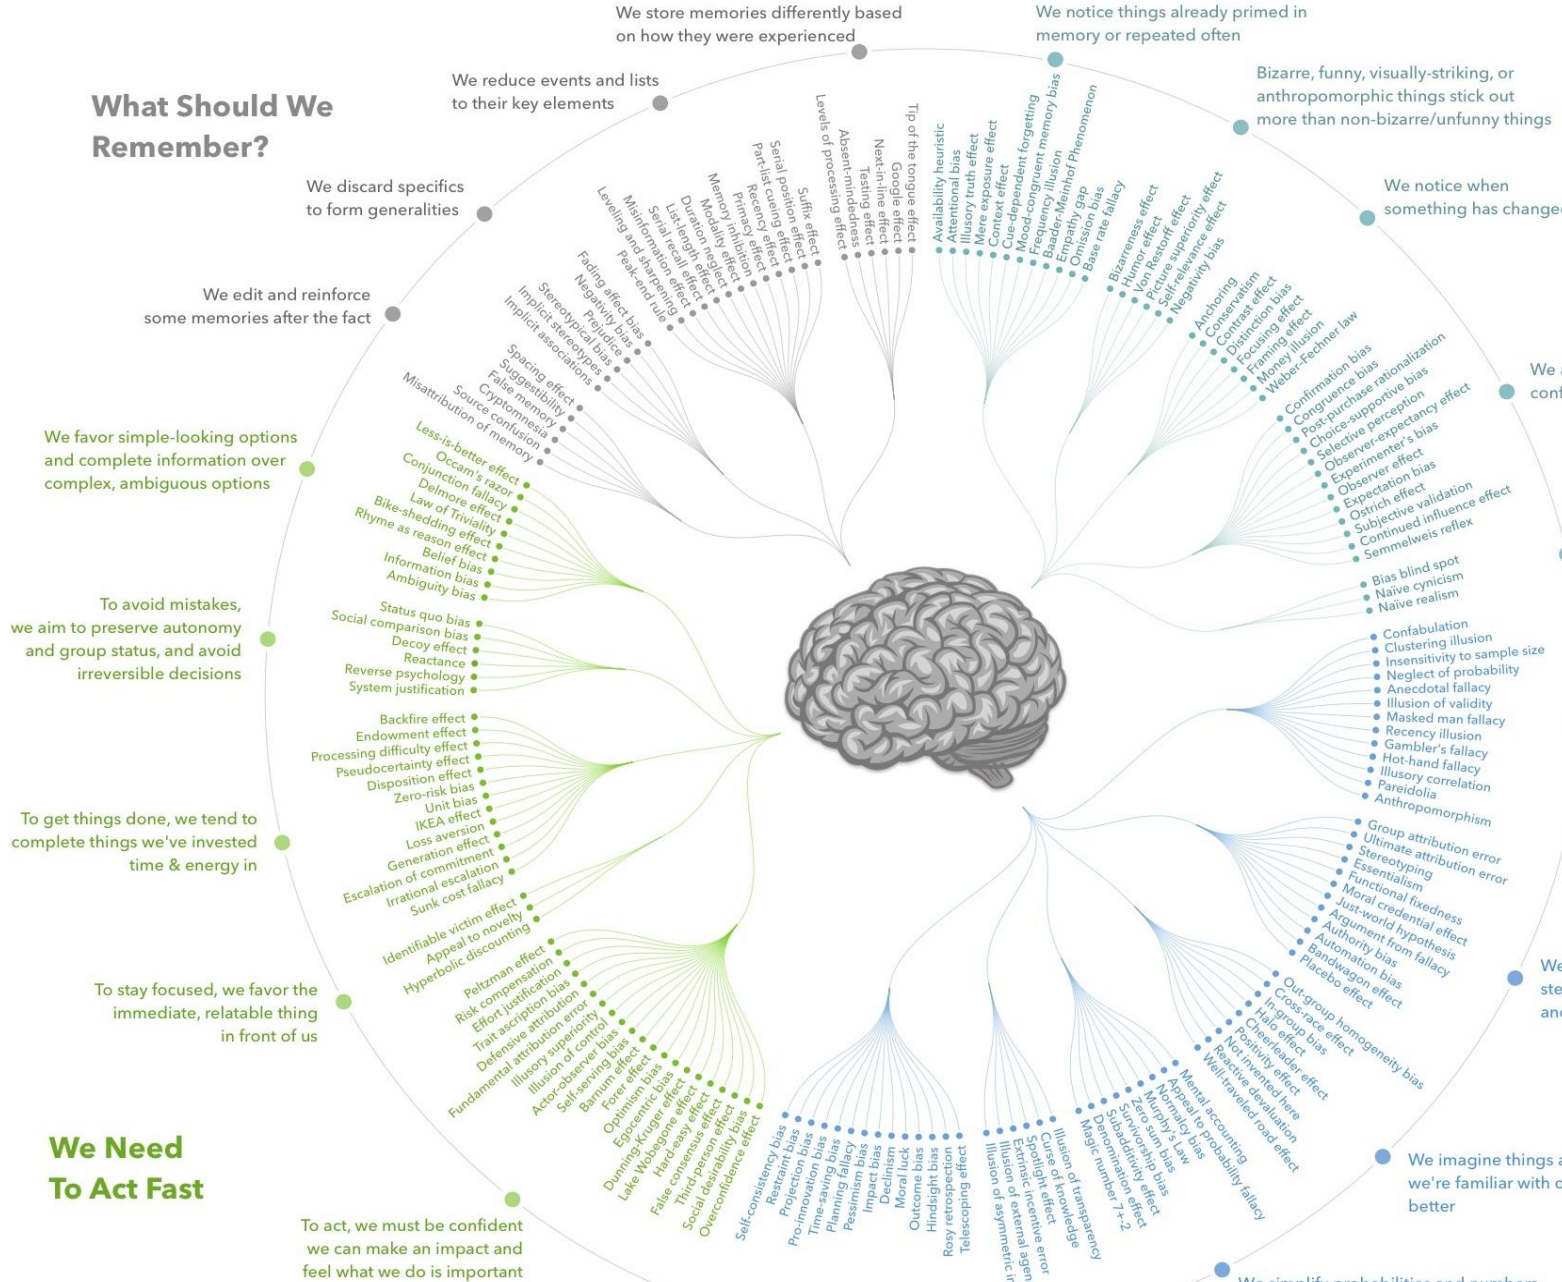 We store memories differently based
on how they were experienced
We notice things already primed in
memory or repeated often
We reduce events and lists
to their key elements
Bizarre, funny, visually-striking, or
anthropomorphic things stick out
more than non-bizarre/unfunny things
What Should We
Remember?
We discard specifics
to form generalities
We notice when
something has change
We edit and reinforce
some memories after the fact
We
conf
We favor simple-looking options
and complete information over
complex, ambiguous options
To avoid mistakes,
we aim to preserve autonomy
and group status, and avoid
irreversible decisions
To get things done, we tend to
complete things we've invested
time & energy in
To stay focused, we favor the
immediate, relatable thing
in front of us
We Need
To Act Fast
To act, we must be confident
we can make an impact and
feel what we do is important
We
ste
and
We imagine things
we're familiar with
better
We simplify probabilities and numbers
Misattribution of memory
Source confusion
Cryptomnesia
False memory
Suggestibility
Spacing effect
Implicit associations
Implicit stereotypes
Stereotypical bias
Prejudice
Negativity bias
Fading affect bias
Peak-end rule
Leveling and sharpening
Misinformation effect
Serial recall effect
List-length effect
Duration neglect
Modality effect
Memory inhibition
Primacy effect
Recency effect
Part-list cueing effect
Serial position effect
Suffix effect
Levels of processing effect
Absent-mindedness
Testing effect
Next-in-line effect
Google effect
Tip of the tongue effect
Availability heuristic
Attentional bias
Illusory truth effect
Mere exposure effect
Context effect
Cue-dependent forgetting
Mood-congruent memory bias
Frequency illusion
Baader-Meinhof Phenomenon
Empathy gap
Omission bias
Base rate fallacy
Bizarreness effect
Humor effect
Von Restorff effect
Picture superiority effect
Self-relevance effect
Negativity bias
Anchoring
Conservatism
Contrast effect
Distinction bias
Focusing effect
Framing effect
Money illusion
Weber-Fechner law
Confirmation bias
Congruence bias
Post-purchase rationalization
Choice-supportive bias
Selective perception
Observer-expectancy effect
Experimenter's bias
Observer effect
Expectation bias
Ostrich effect
Subjective validation
Continued influence effect
Semmelweis reflex
Bias blind spot
Naïve cynicism
Naïve realism
Confabulation
Clustering illusion
Insensitivity to sample size
Neglect of probability
Anecdotal fallacy
Illusion of validity
Masked man fallacy
Recency illusion
Gambler's fallacy
Hot-hand fallacy
Illusory correlation
Pareidolia
Anthropomorphism
Group attribution error
Ultimate attribution error
Stereotyping
Essentialism
Functional fixedness
Moral credential effect
Just-world hypothesis
Argument from fallacy
Authority bias
Automation bias
Bandwagon effect
Placebo effect
Out-group homogeneity bias
Cross-race effect
In-group bias
Halo effect
Cheerleader effect
Positivity effect
Not invented here
Reactive devaluation
Well-traveled road effect
Mental accounting
Appeal to probability fallacy
Normalcy bias
Murphy's Law
Zero sum bias
Survivorship bias
Subadditivity effect
Denomination effect
Magic number 7+-2
Illusion of transparency
Curse of knowledge
Spotlight effect
Extrinsic incentive error
Illusion of external agen
Illusion of asymmetric in
Telescoping effect
Rosy retrospection
Hindsight bias
Outcome bias
Moral luck
Declinism
Impact bias
Pessimism bias
Planning fallacy
Time-saving bias
Pro-innovation bias
Projection bias
Restraint bias
Self-consistency bias
Less-is-better effect
Occam's razor
Conjunction fallacy
Delmore effect
Law of Triviality
Bike-shedding effect
Rhyme as reason effect
Belief bias
Information bias
Ambiguity bias
Status quo bias
Social comparison bias
Decoy effect
Reactance
Reverse psychology
System justification
Backfire effect
Endowment effect
Processing difficulty effect
Pseudocertainty effect
Disposition effect
Zero-risk bias
Unit bias
IKEA effect
Loss aversion
Generation effect
Escalation of commitment
Irrational escalation
Sunk cost fallacy
Identifiable victim effect
Appeal to novelty
Hyperbolic discounting
Peltzman effect
Risk compensation
Effort justification
Trait ascription bias
Defensive attribution
Fundamental attribution error
Illusory superiority
Illusion of control
Actor-observer bias
Self-serving bias
Barnum effect
Forer effect
Optimism bias
Egocentric bias
Dunning-Kruger effect
Lake Wobegone effect
Hard-easy effect
False consensus effect
Third-person effect
Social desirability bias
Overconfidence effect